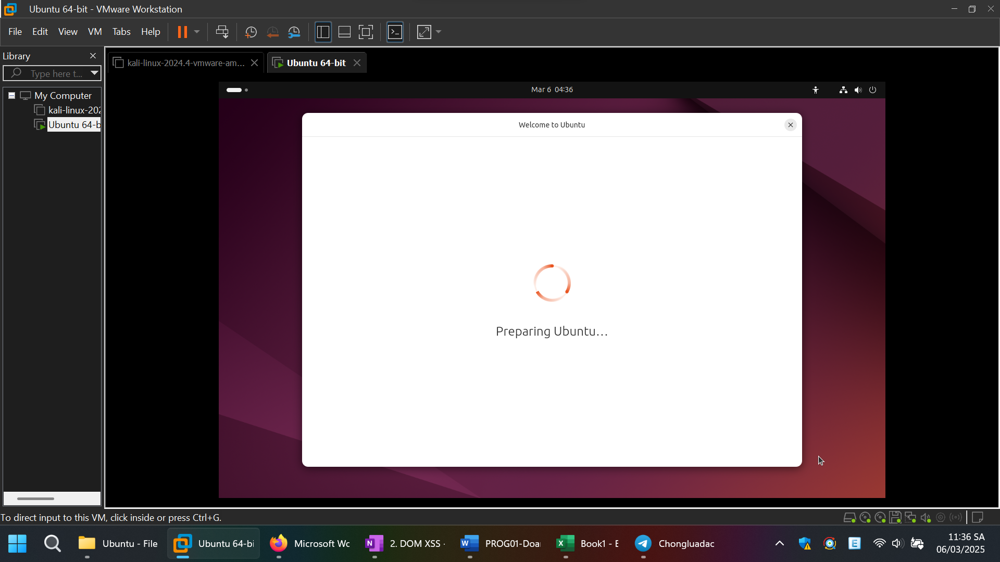 Ubuntu 64-bit - VMware Workstation
File Edit View VM Tabs Help
Library
Type here t...
My Computer
kali-linux-202
Ubuntu 64-b
kali-linux-2024.4-vmware-am...
Ubuntu 64-bit
Mar 6 04:36
Welcome to Ubuntu
Preparing Ubuntu...
To direct input to this VM, click inside or press Ctrl+G.
Ubuntu - File
Ubuntu 64-bi
Microsoft Wo
N
2. DOM XSS -
W
PROG01-Doa
X
Book1 - E
Chongluadac
E
11:36 SA
06/03/2025